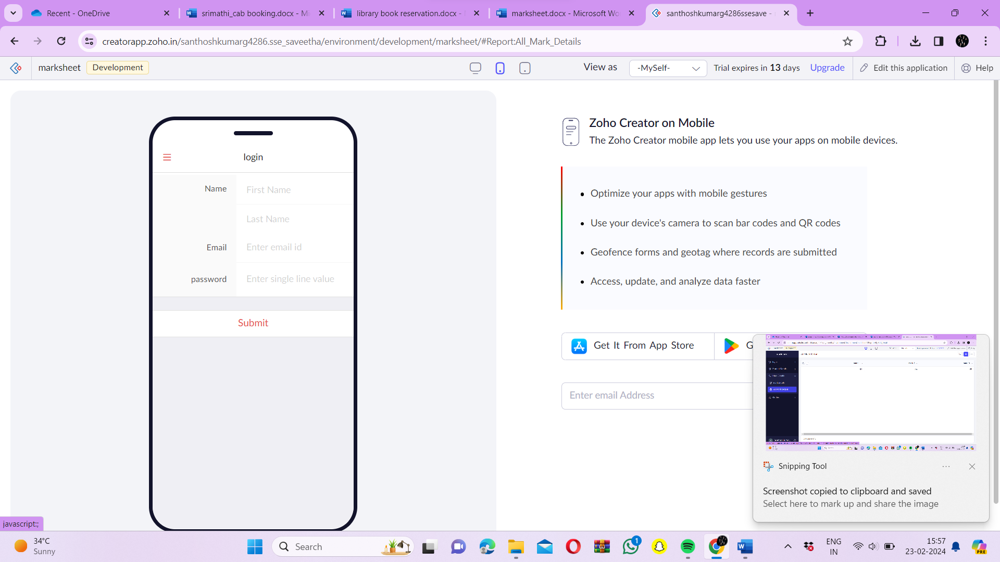 Recent - OneDrive
srimathi_cab booking.docx - Mi
library book reservation.docx -
marksheet.docx - Microsoft Wo
santhoshkumarg4286ssesave -
creatorapp.zoho.in/santhoshkumarg4286.sse_saveetha/environment/development/marksheet/#Report:All_Mark_Details
marksheet
Development
View as
-MySelf-
Trial expires in 13 days
Upgrade
Edit this application
Help
login
Name
First Name
Last Name
Email
Enter email id
password
Enter single line value
Submit
Zoho Creator on Mobile
The Zoho Creator mobile app lets you use your apps on mobile devices.
Optimize your apps with mobile gestures
Use your device's camera to scan bar codes and QR codes
Geofence forms and geotag where records are submitted
Access, update, and analyze data faster
Get It From App Store
G
Enter email Address
Snipping Tool
Screenshot copied to clipboard and saved
Select here to mark up and share the image
javascript:;
34°C
Sunny
Search
1
ENG
IN
15:57
23-02-2024
PRE